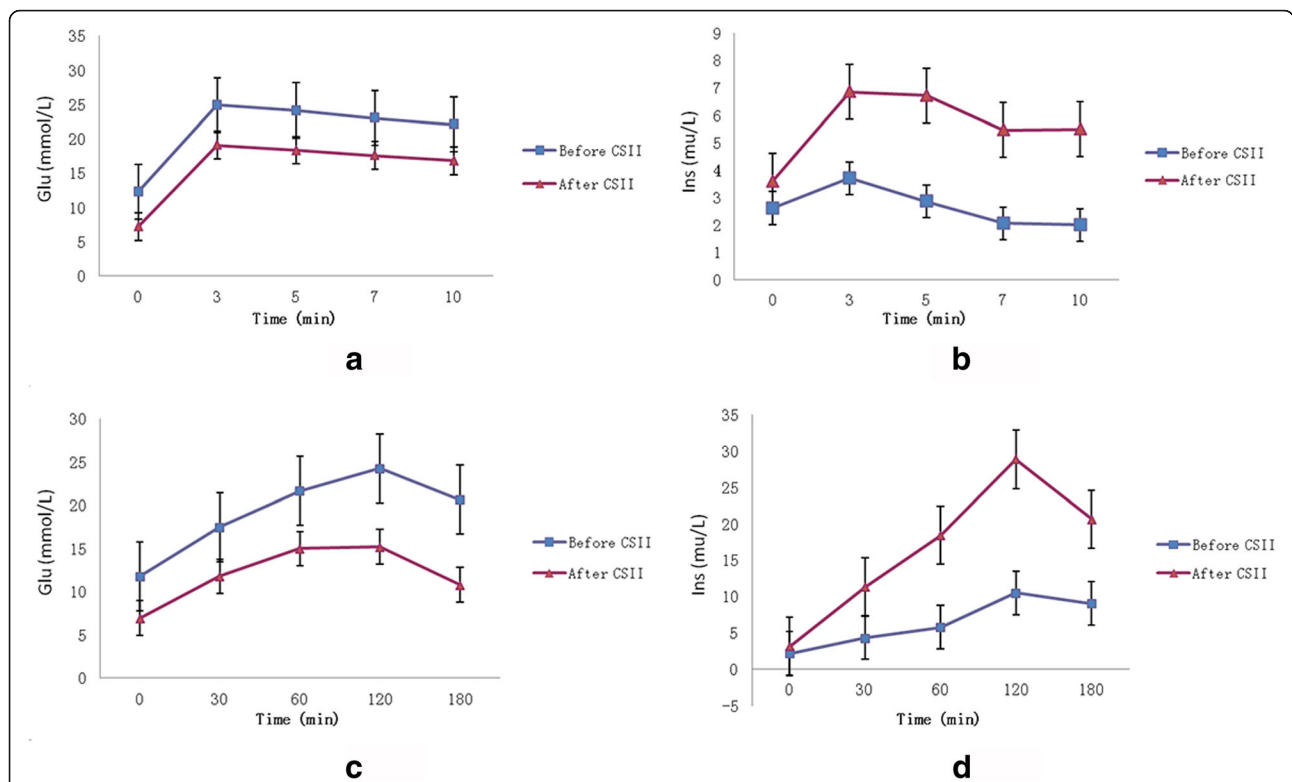 35
30
25
20
15
10
5
0
Glu (mmol/L)
0 3 5 7 10
Time (min)
Before CSII
After CSII
a
9
8
7
6
5
4
3
2
1
0
Ins (mu/L)
0 3 5 7 10
Time (min)
Before CSII
After CSII
b
30
25
20
15
10
5
0
Glu (mmol/L)
0 30 60 120 180
Time (min)
Before CSII
After CSII
c
35
30
25
20
15
10
5
0
-5
Ins (mu/L)
0 30 60 120 180
Time (min)
Before CSII
After CSII
d